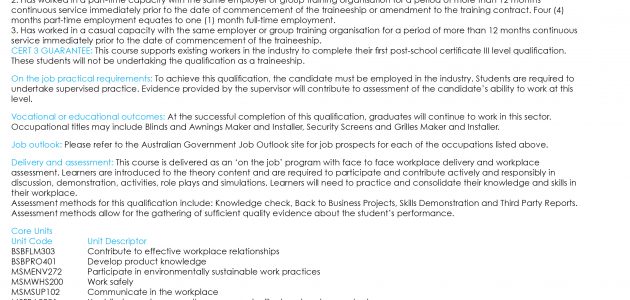 2. Has worked in a part-time capacity with the same employer or group training organisation for a period of more than 12 months
continuous service immediately prior to the date of commencement of the traineeship or amendment to the training contract. Four (4)
months part-time employment equates to one (1) month full-time employment.
3. Has worked in a casual capacity with the same employer or group training organisation for a period of more than 12 months continuous
service immediately prior to the date of commencement of the traineeship.
CERT 3 GUARANTEE: This course supports existing workers in the industry to complete their first post-school certificate III level qualification.
These students will not be undertaking the qualification as a traineeship.
On the job practical requirements: To achieve this qualification, the candidate must be employed in the industry. Students are required to
undertake supervised practice. Evidence provided by the supervisor will contribute to assessment of the candidate’s ability to work at this
level.
Vocational or educational outcomes: At the successful completion of this qualification, graduates will continue to work in this sector.
Occupational titles may include Blinds and Awnings Maker and Installer, Security Screens and Grilles Maker and Installer.
Job outlook: Please refer to the Australian Government Job Outlook site for job prospects for each of the occupations listed above.
Delivery and assessment: This course is delivered as an ‘on the job’ program with face to face workplace delivery and workplace
assessment. Learners are introduced to the theory content and are required to participate and contribute actively and responsibly in
discussion, demonstration, activities, role plays and simulations. Learners will need to practice and consolidate their knowledge and skills in
their workplace.
Assessment methods for this qualification include: Knowledge check, Back to Business Projects, Skills Demonstration and Third Party Reports.
Assessment methods allow for the gathering of sufficient quality evidence about the student’s performance.
Core Units
Unit Code Unit Descriptor
BSBFLM303 Contribute to effective workplace relationships
BSBPRO401 Develop product knowledge
MSMENV272 Participate in environmentally sustainable work practices
MSMWHS200 Work safely
MSMSUP102 Communicate in the workplace